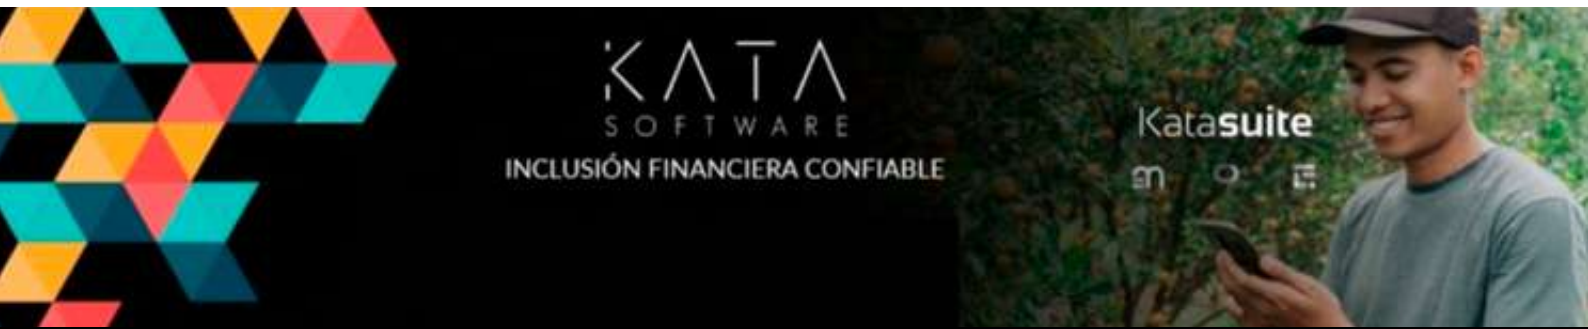 KATA
SOFTWARE
INCLUSIÓN FINANCIERA CONFIABLE
Katasuite